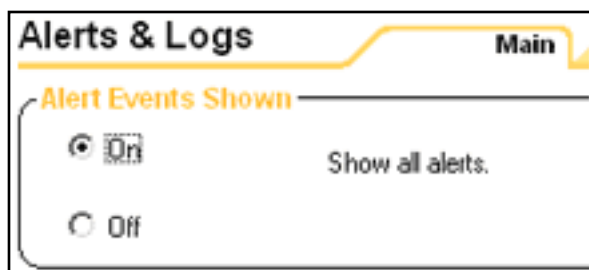 Alerts & Logs
Main
Alert Events Shown
On
Show all alerts.
Off